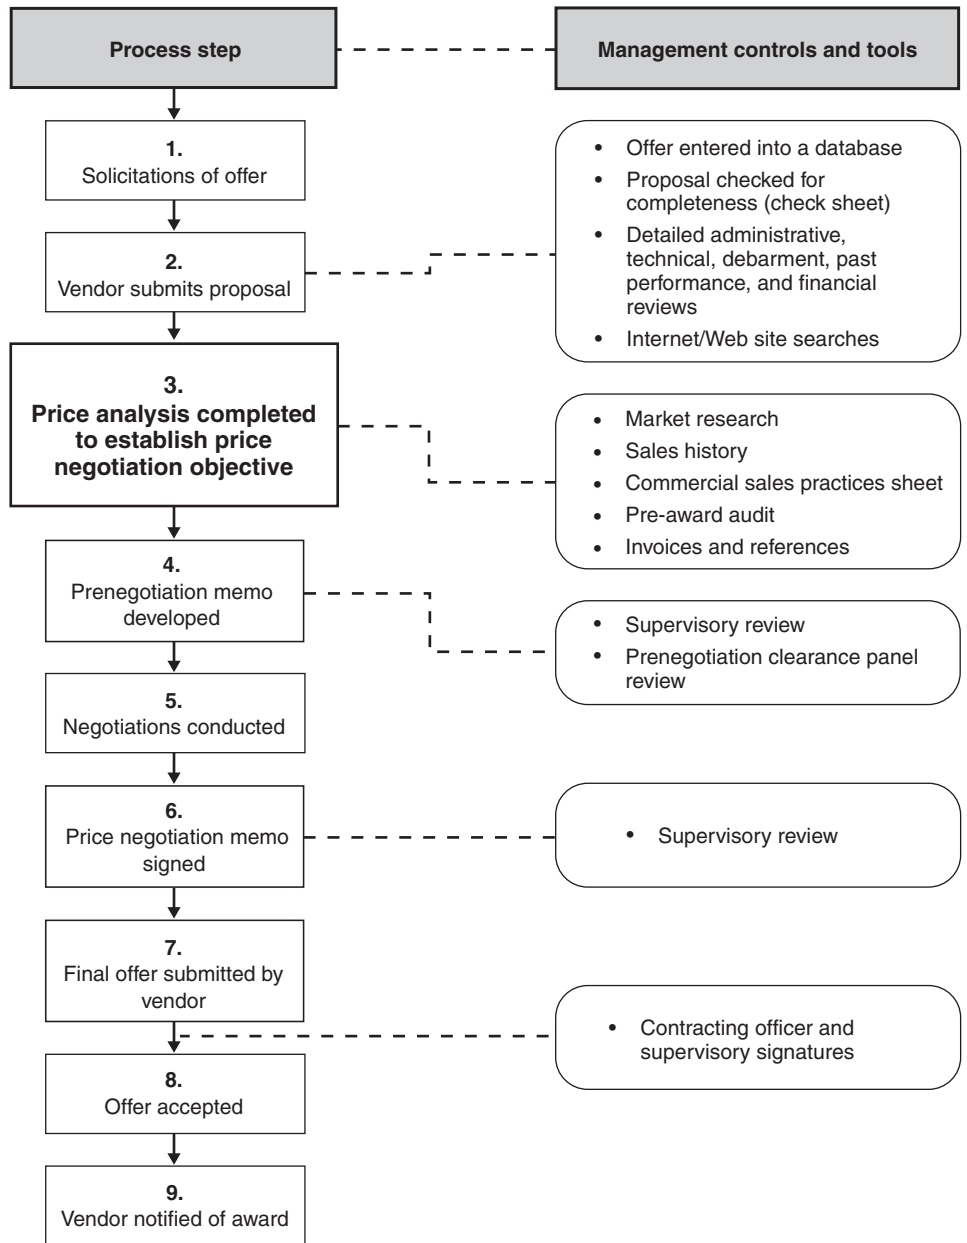 Process step
Management controls and tools
1.
Solicitations of offer
2.
Vendor submits proposal
• Offer entered into a database
• Proposal checked for
completeness (check sheet)
• Detailed administrative,
technical, debarment, past
performance, and financial
reviews
• Internet/Web site searches
3.
Price analysis completed
to establish price
negotiation objective
• Market research
• Sales history
• Commercial sales practices sheet
• Pre-award audit
• Invoices and references
4.
Prenegotiation memo
developed
• Supervisory review
• Prenegotiation clearance panel
review
5.
Negotiations conducted
6.
Price negotiation memo
signed
• Supervisory review
7.
Final offer submitted by
vendor
• Contracting officer and
supervisory signatures
8.
Offer accepted
9.
Vendor notified of award